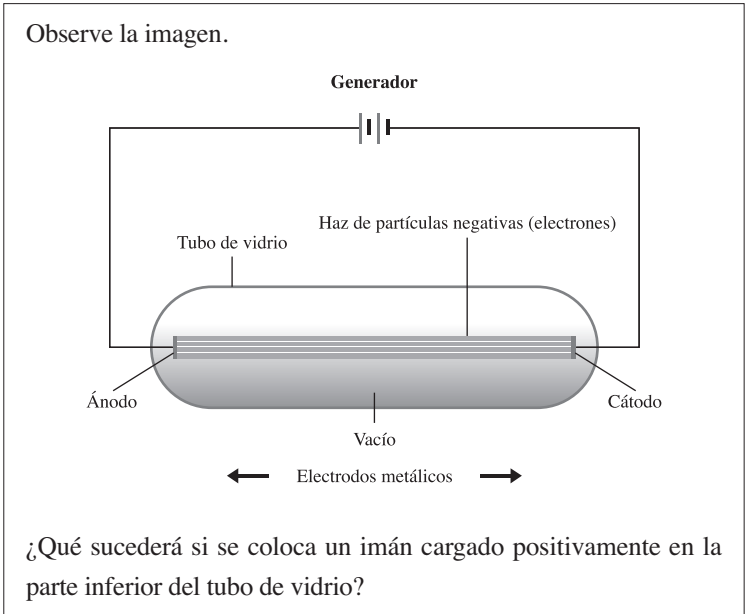 Observe la imagen.
Generador
Haz de partículas negativas (electrones)
Tubo de vidrio
Ánodo
Cátodo
Vacío
Electrodos metálicos
¿Qué sucederá si se coloca un imán cargado positivamente en la
parte inferior del tubo de vidrio?